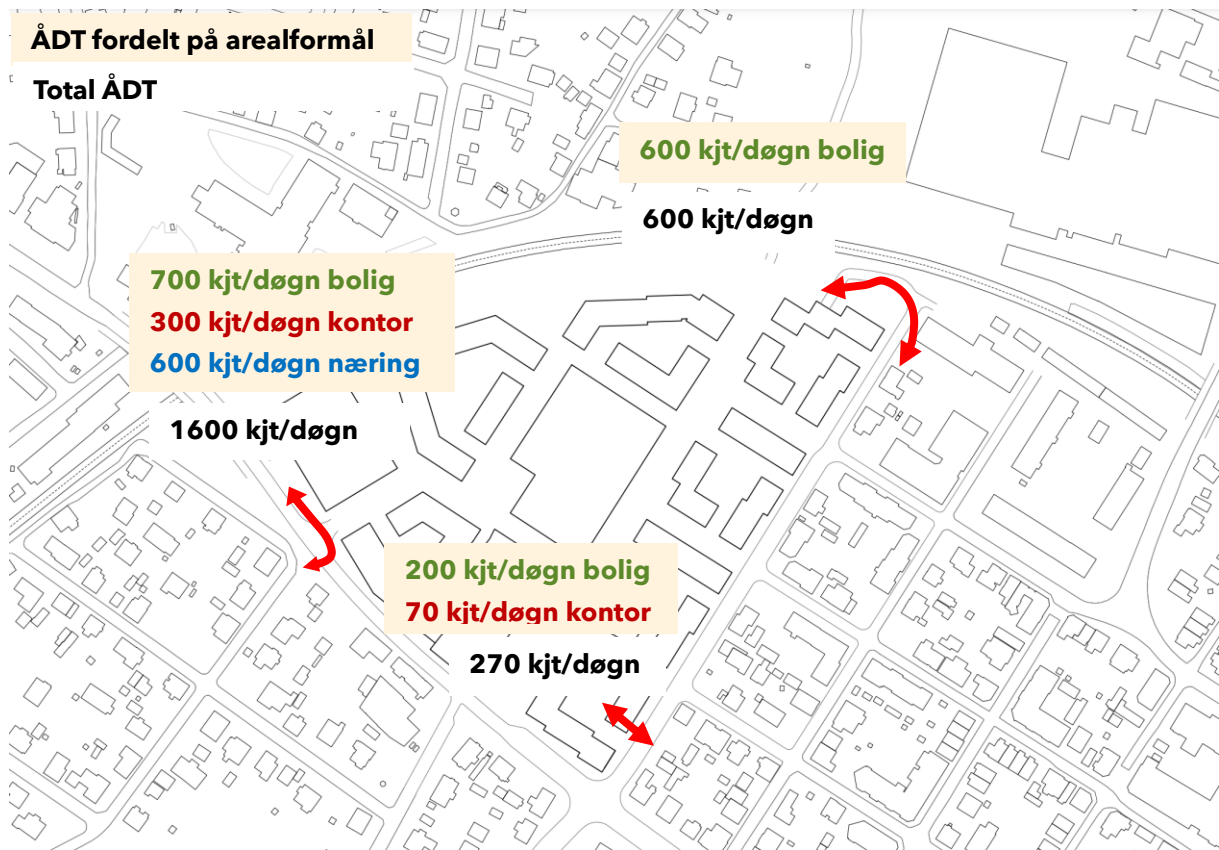 ÅDT fordelt på arealformål
Total ÅDT
600 kjt/døgn bolig
600 kjt/døgn
700 kjt/døgn bolig
300 kjt/døgn kontor
600 kjt/døgn næring
1600 kjt/døgn
200 kjt/døgn bolig
70 kjt/døgn kontor
270 kjt/døgn